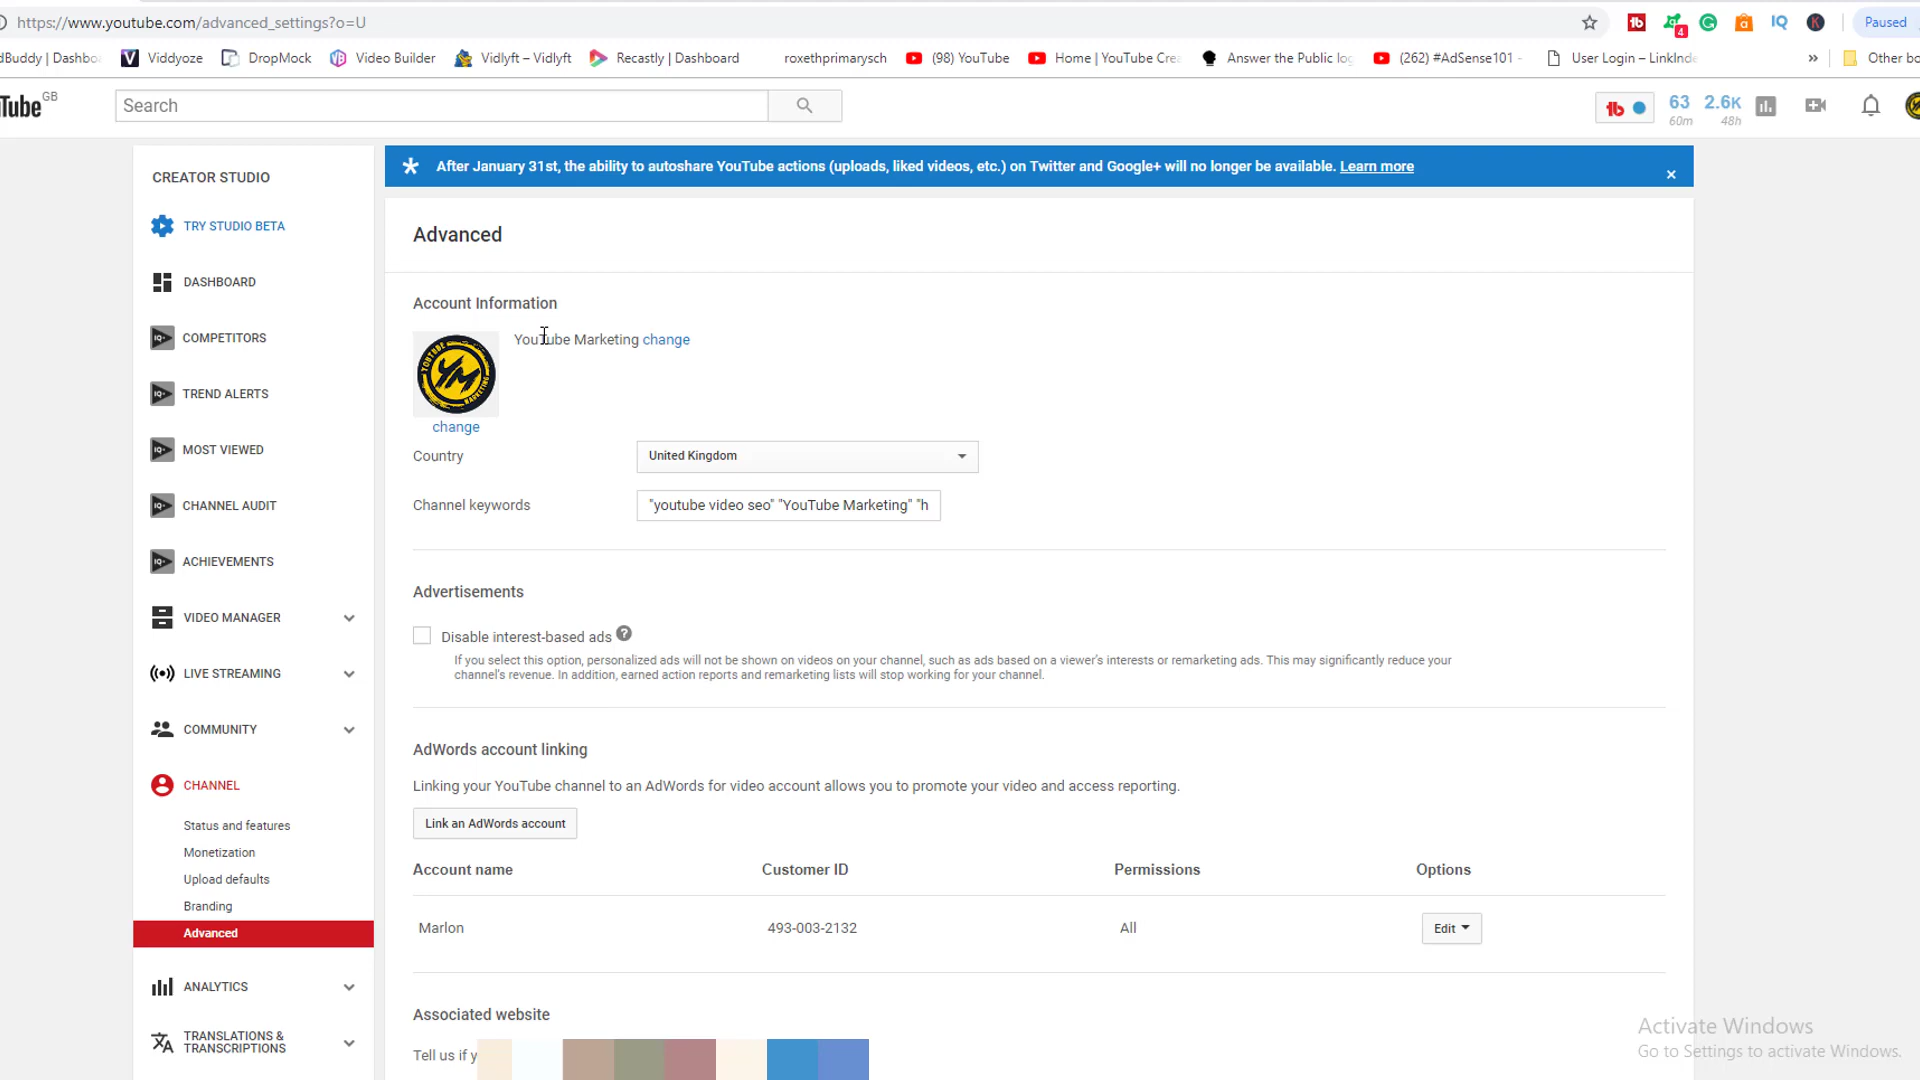 https://www.youtube.com/advanced_settings?o=U
4
IQ
K
Paused
dBuddy | Dashbo
Viddyoze
DropMock
Video Builder
Vidlyft – Vidlyft
Recastly | Dashboard
roxethprimarysch
(98) YouTube
Home | YouTube Crea
Answer the Public log
(262) #AdSense101 -
User Login – LinkInde
»
Other bo
Tube GB
Search
63
60m
2.6K
48h
CREATOR STUDIO
TRY STUDIO BETA
DASHBOARD
COMPETITORS
TREND ALERTS
MOST VIEWED
CHANNEL AUDIT
ACHIEVEMENTS
VIDEO MANAGER
LIVE STREAMING
COMMUNITY
CHANNEL
Status and features
Monetization
Upload defaults
Branding
Advanced
ANALYTICS
TRANSLATIONS &
TRANSCRIPTIONS
After January 31st, the ability to autoshare YouTube actions (uploads, liked videos, etc.) on Twitter and Google+ will no longer be available. Learn more
Advanced
Account Information
YOUTUBE
YM
MARKETING
YouTube Marketing change
change
Country
United Kingdom
Channel keywords
"youtube video seo" "YouTube Marketing" "h
Advertisements
Disable interest-based ads
If you select this option, personalized ads will not be shown on videos on your channel, such as ads based on a viewer's interests or remarketing ads. This may significantly reduce your
channel's revenue. In addition, earned action reports and remarketing lists will stop working for your channel.
AdWords account linking
Linking your YouTube channel to an AdWords for video account allows you to promote your video and access reporting.
Link an AdWords account
Account name Customer ID Permissions Options
Marlon 493-003-2132 All Edit
Associated website
Tell us if y
Activate Windows
Go to Settings to activate Windows.